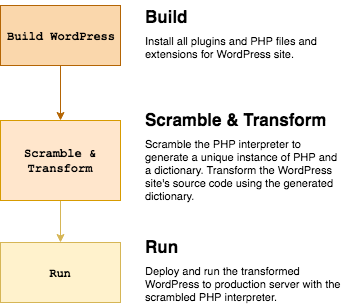 Build WordPress
Build
Install all plugins and PHP files and
extensions for WordPress site.
Scramble &
Transform
Scramble & Transform
Scramble the PHP interpreter to
generate a unique instance of PHP and
a dictionary. Transform the WordPress
site's source code using the generated
dictionary.
Run
Run
Deploy and run the transformed
WordPress to production server with the
scrambled PHP interpreter.